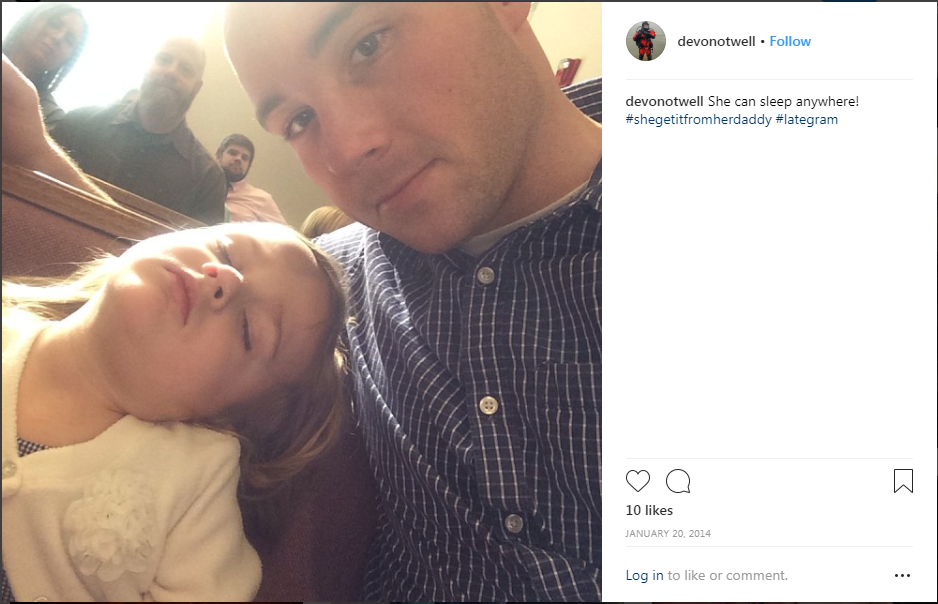 devonotwell • Follow
devonotwell She can sleep anywhere!
#shegetitfromherdaddy #lategram
10 likes
JANUARY 20, 2014
Log in to like or comment.